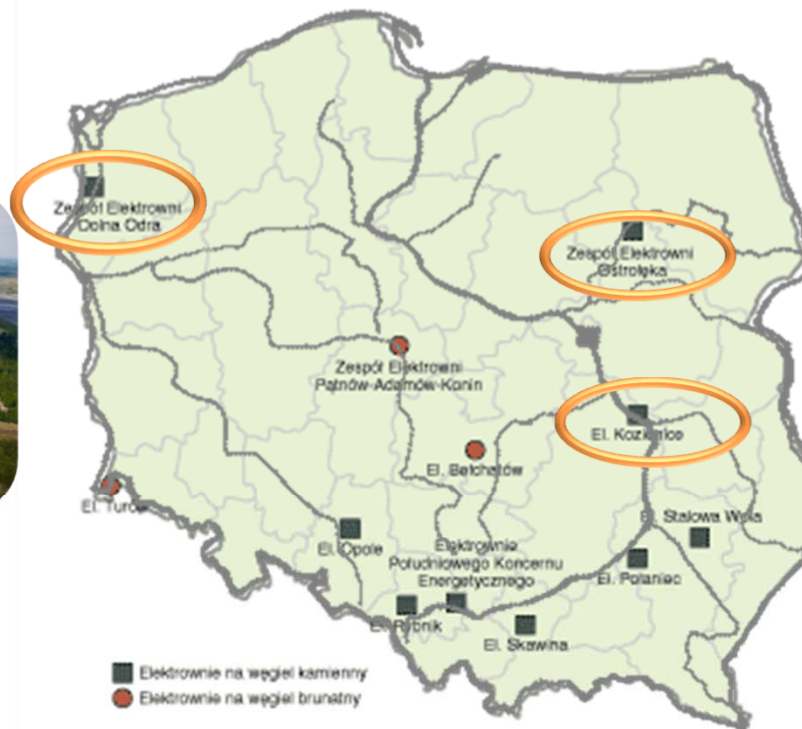 Zespół Elektrowni
Dolna Odra
Zespół Elektrowni
Ostrołęka
Zespół Elektrowni
Pątnów-Adamów-Konin
El. Kozienice
El. Bełchatów
El. Turów
El. Stalowa Wola
El. Opole
Elektrownie
Południowego Koncernu
Energetycznego
El. Połaniec
El. Rybnik
El. Skawina
Elektrownie na węgiel kamienny
Elektrownie na węgiel brunatny